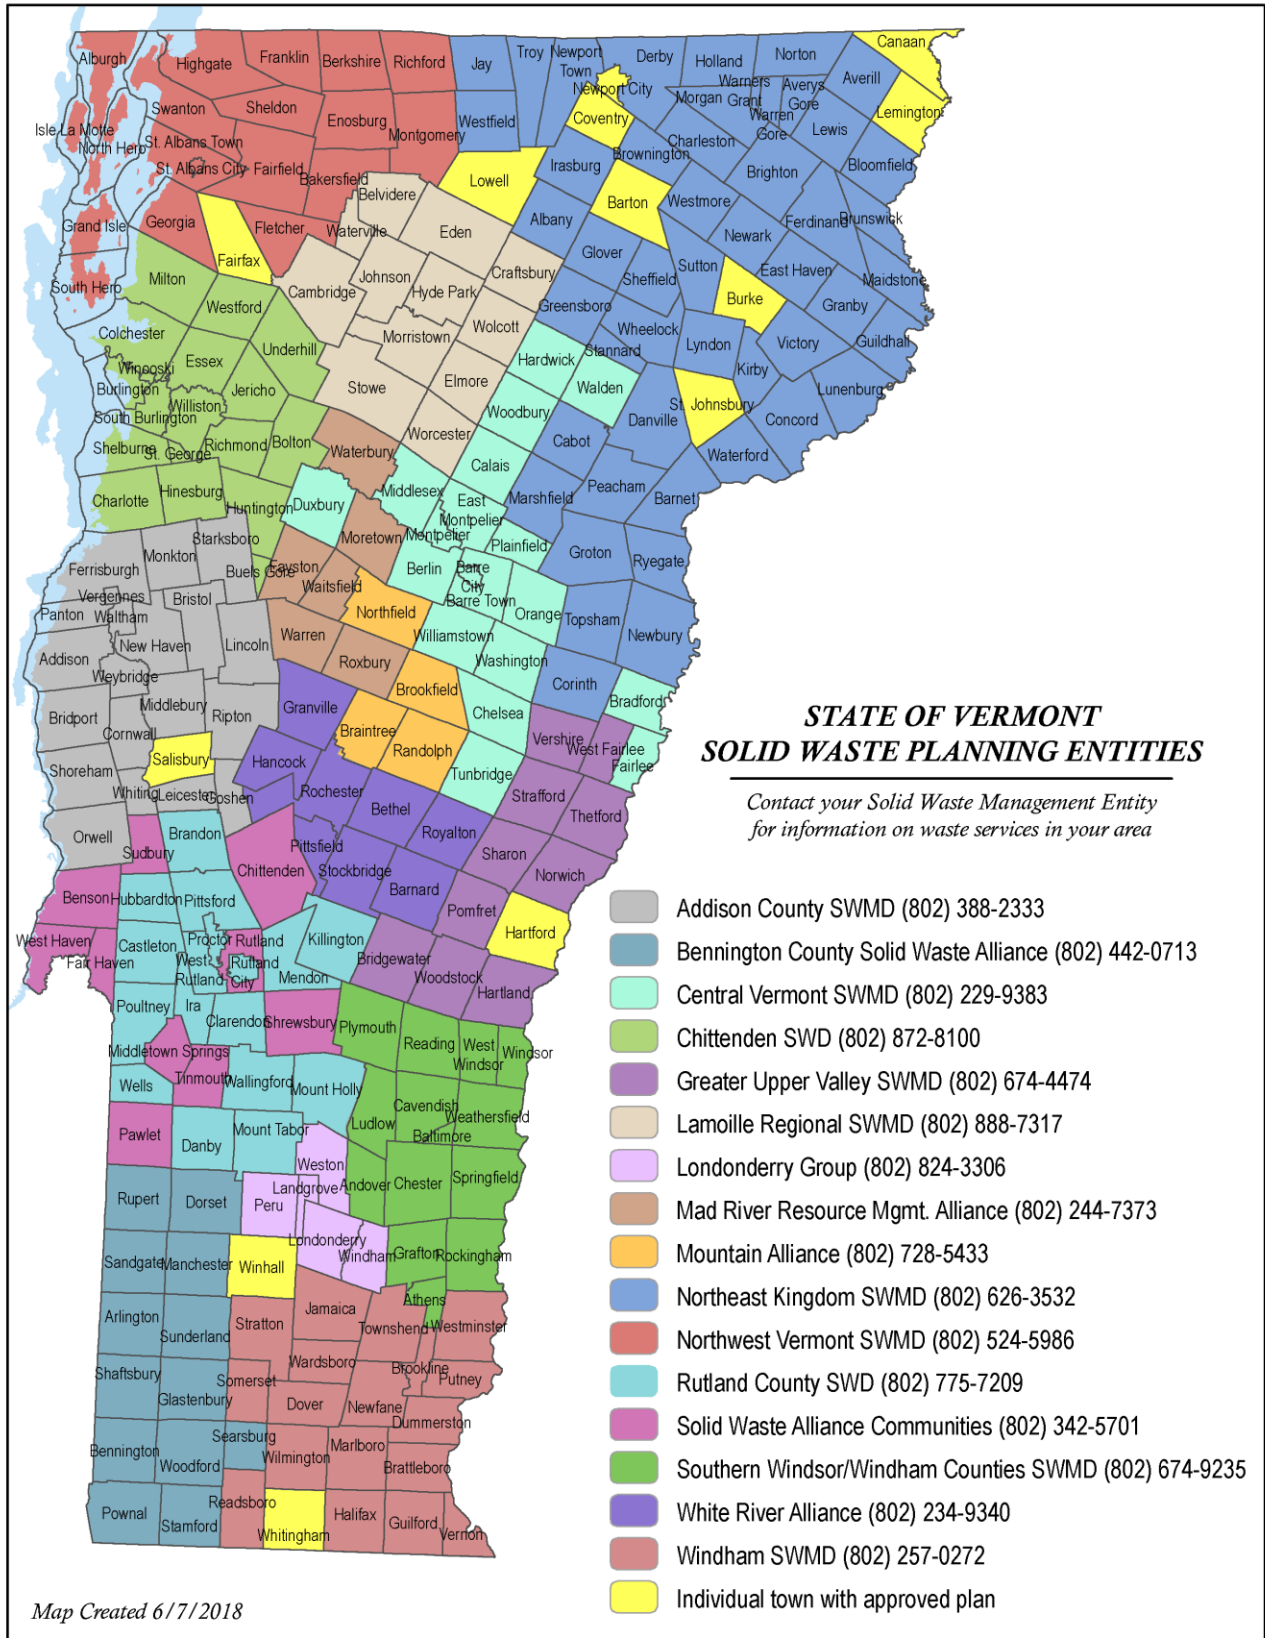 Alburgh
Highgate
Franklin
Berkshire
Richford
Jay
Troy
Newport
Town
Derby
Holland
Norton
Canaan
Newport City
Morgan
Warners
Grant
Averys
Gore
Warren
Gore
Averill
Lemington
Isle La Motte
North Hero
Swanton
Sheldon
Enosburg
Montgomery
Westfield
Coventry
Charleston
Lewis
Bloomfield
St. Albans Town
St. Albans City
Fairfield
Bakersfield
Belvidere
Lowell
Irasburg
Brownington
Brighton
Grand Isle
Georgia
Fairfax
Fletcher
Waterville
Eden
Albany
Barton
Westmore
Newark
Ferdinand
Brunswick
South Hero
Milton
Westford
Cambridge
Johnson
Hyde Park
Craftsbury
Glover
Sheffield
Sutton
East Haven
Maidstone
Burke
Granby
Greensboro
Colchester
Winooski
Essex
Underhill
Morristown
Wolcott
Hardwick
Stannard
Wheelock
Lyndon
Victory
Guildhall
Kirby
Lunenburg
Burlington
Williston
Jericho
Stowe
Elmore
Walden
South Burlington
Shelburne
St. George
Richmond
Bolton
Worcester
Woodbury
Cabot
Danville
St. Johnsbury
Concord
Waterford
Waterbury
Charlotte
Hinesburg
Huntington
Duxbury
Middlesex
Calais
East
Montpelier
Marshfield
Peacham
Barnet
Ferrisburgh
Monkton
Starksboro
Buels Gore
Fayston
Moretown
Montpelier
Plainfield
Groton
Ryegate
Waitsfield
Berlin
Barre
City
Barre Town
Orange
Topsham
Newbury
Vergennes
Panton
Waltham
Bristol
New Haven
Lincoln
Warren
Northfield
Williamstown
Washington
Addison
Weybridge
Roxbury
Brookfield
Corinth
Bradford
Bridport
Middlebury
Ripton
Granville
Braintree
Randolph
Chelsea
Vershire
West Fairlee
Fairlee
Cornwall
Salisbury
Hancock
Tunbridge
Strafford
Thetford
Shoreham
Whiting
Leicester
Goshen
Rochester
Bethel
Royalton
Sharon
Norwich
Orwell
Sudbury
Brandon
Chittenden
Pittsfield
Stockbridge
Barnard
Pomfret
Hartford
Benson
Hubbardton
Pittsford
West Haven
Fair Haven
Castleton
Proctor
Rutland
West
Rutland
Rutland
City
Mendon
Killington
Bridgewater
Woodstock
Hartland
Poultney
Ira
Clarendon
Shrewsbury
Plymouth
Reading
West
Windsor
Windsor
Middletown Springs
Tinmouth
Wallingford
Mount Holly
Wells
Ludlow
Cavendish
Baltimore
Weathersfield
Pawlet
Danby
Mount Tabor
Weston
Landgrove
Andover
Chester
Springfield
Rupert
Dorset
Peru
Londonderry
Windham
Grafton
Rockingham
Sandgate
Manchester
Winhall
Athens
Arlington
Sunderland
Stratton
Jamaica
Townshend
Westminster
Wardsboro
Brookline
Putney
Shaftsbury
Glastenbury
Somerset
Dover
Newfane
Dummerston
Bennington
Woodford
Searsburg
Wilmington
Marlboro
Brattleboro
Pownal
Stamford
Readsboro
Whitingham
Halifax
Guilford
Vernon
STATE OF VERMONT
SOLID WASTE PLANNING ENTITIES
Contact your Solid Waste Management Entity
for information on waste services in your area
Addison County SWMD (802) 388-2333
Bennington County Solid Waste Alliance (802) 442-0713
Central Vermont SWMD (802) 229-9383
Chittenden SWD (802) 872-8100
Greater Upper Valley SWMD (802) 674-4474
Lamoille Regional SWMD (802) 888-7317
Londonderry Group (802) 824-3306
Mad River Resource Mgmt. Alliance (802) 244-7373
Mountain Alliance (802) 728-5433
Northeast Kingdom SWMD (802) 626-3532
Northwest Vermont SWMD (802) 524-5986
Rutland County SWD (802) 775-7209
Solid Waste Alliance Communities (802) 342-5701
Southern Windsor/Windham Counties SWMD (802) 674-9235
White River Alliance (802) 234-9340
Windham SWMD (802) 257-0272
Individual town with approved plan
Map Created 6/7/2018